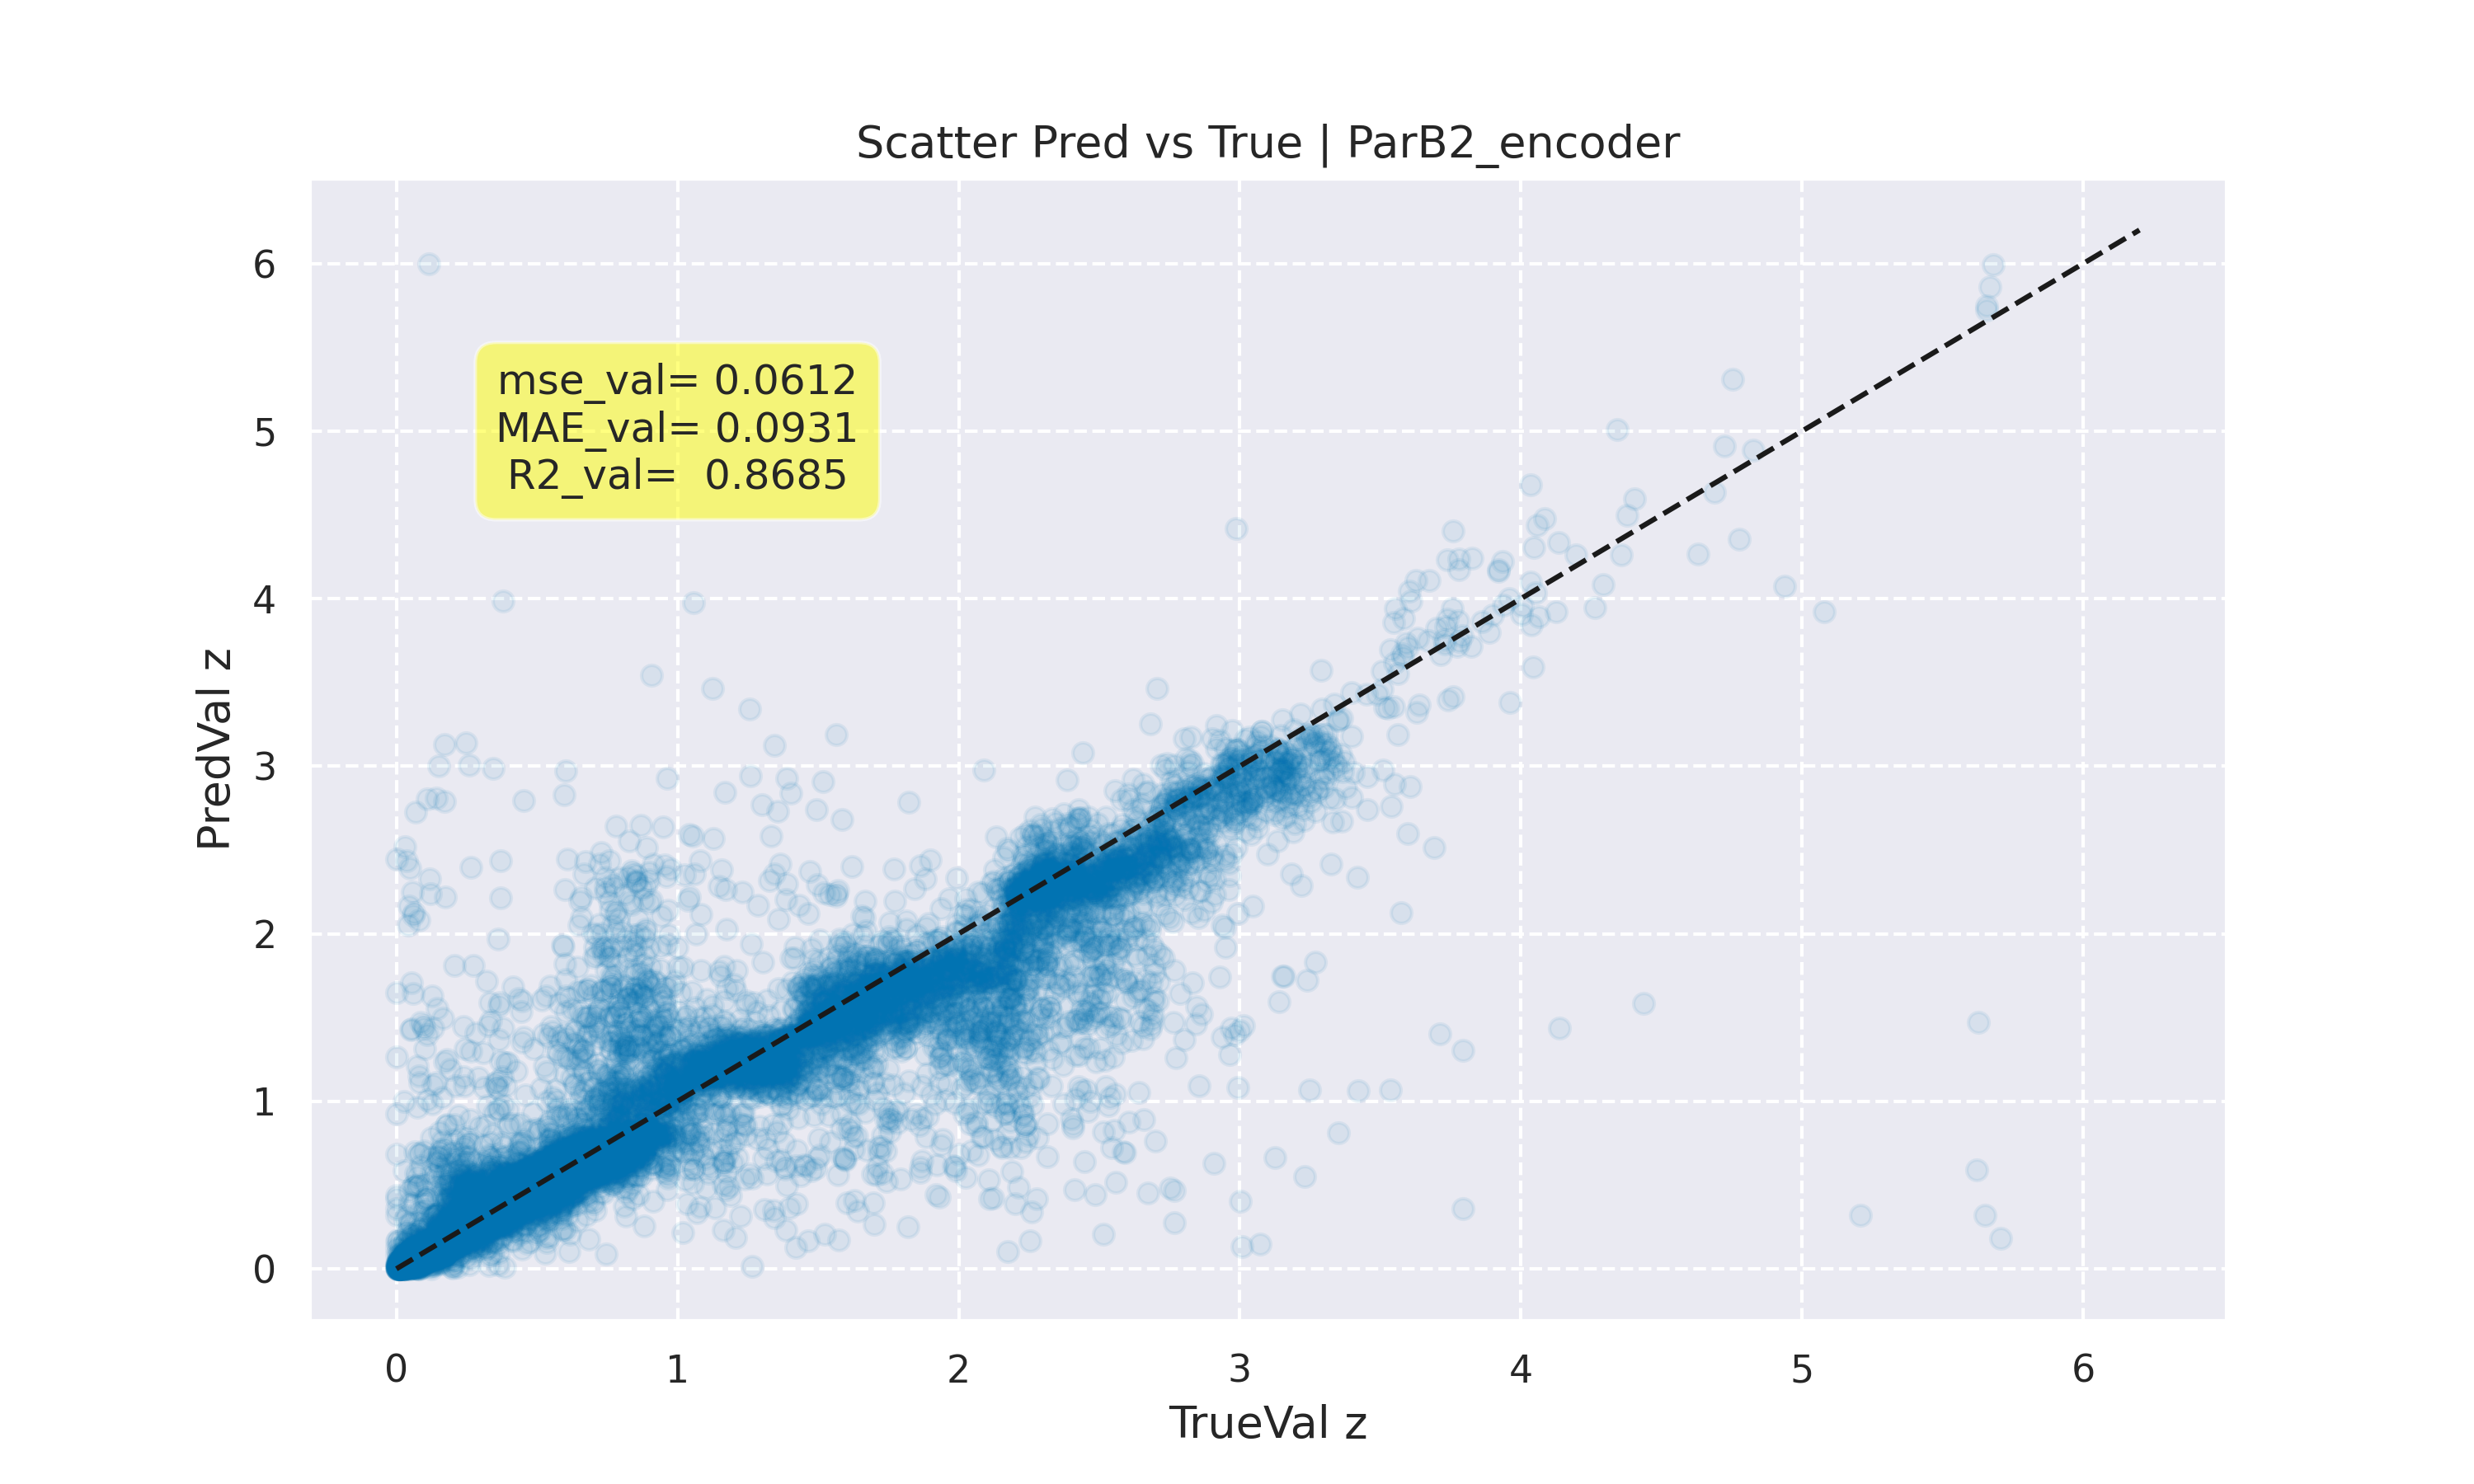 Scatter Pred vs True | ParB2_encoder
mse_val= 0.0612
MAE_val= 0.0931
R2_val=  0.8685
PredVal z
6
5
4
3
2
1
0
0 1 2 3 4 5 6
TrueVal z